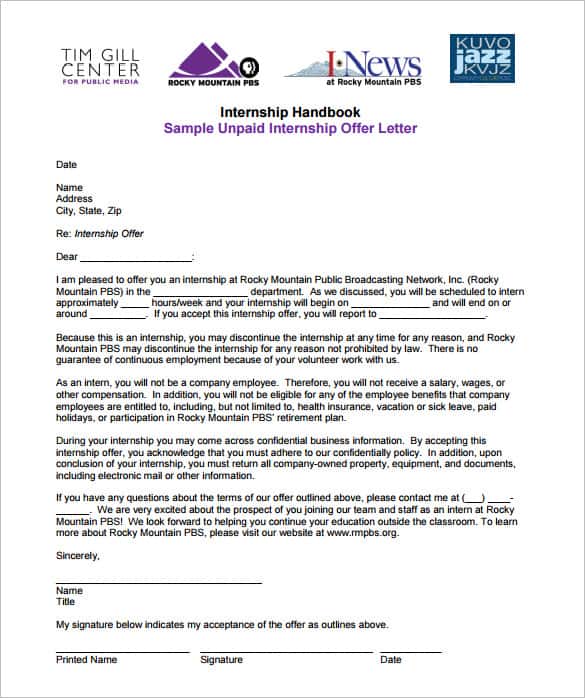 TIM GILL
CENTER
FOR PUBLIC MEDIA
ROCKY MOUNTAIN PBS
PBS
I-News
at Rocky Mountain PBS
KUVO
jazz
KVJZ
Internship Handbook
Sample Unpaid Internship Offer Letter
Date
Name
Address
City, State, Zip
Re: Internship Offer
Dear ____________________:
I am pleased to offer you an internship at Rocky Mountain Public Broadcasting Network, Inc. (Rocky
Mountain PBS) in the ______________________ department. As we discussed, you will be scheduled to intern
approximately _____ hours/week and your internship will begin on ______________ and will end on or
around __________. If you accept this internship offer, you will report to ___________________.
Because this is an internship, you may discontinue the internship at any time for any reason, and Rocky
Mountain PBS may discontinue the internship for any reason not prohibited by law. There is no
guarantee of continuous employment because of your volunteer work with us.
As an intern, you will not be a company employee. Therefore, you will not receive a salary, wages, or
other compensation. In addition, you will not be eligible for any of the employee benefits that company
employees are entitled to, including, but not limited to, health insurance, vacation or sick leave, paid
holidays, or participation in Rocky Mountain PBS' retirement plan.
During your internship you may come across confidential business information. By accepting this
internship offer, you acknowledge that you must adhere to our confidentially policy. In addition, upon
conclusion of your internship, you must return all company-owned property, equipment, and documents,
including electronic mail or other information.
If you have any questions about the terms of our offer outlined above, please contact me at (___) ____-
______. We are very excited about the prospect of you joining our team and staff as an intern at Rocky
Mountain PBS! We look forward to helping you continue your education outside the classroom. To learn
more about Rocky Mountain PBS, please visit our website at www.rmpbs.org.
Sincerely,
____________________________________
Name
Title
My signature below indicates my acceptance of the offer as outlines above.
Printed Name Signature Date